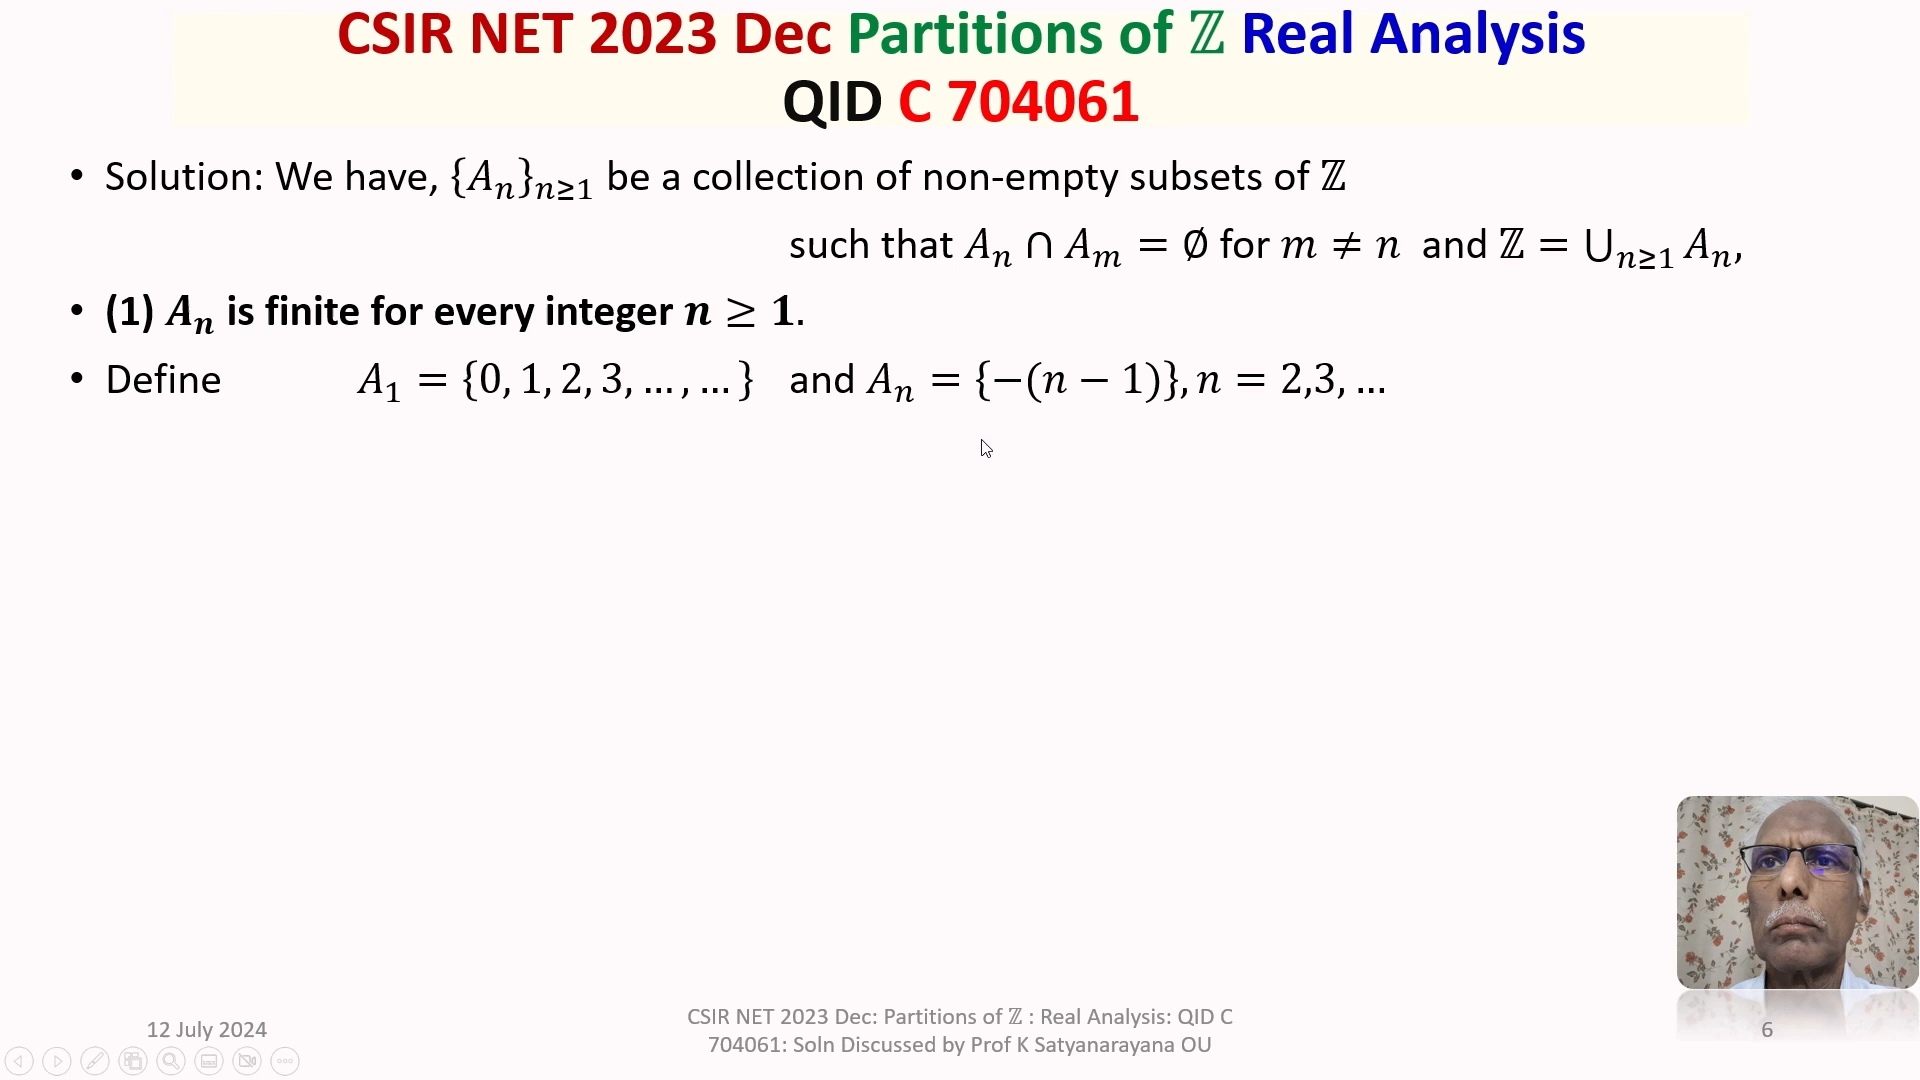 CSIR NET 2023 Dec Partitions of ℤ Real Analysis
QID C 704061
• Solution: We have, {Aₙ}ₙ≥₁ be a collection of non-empty subsets of ℤ
such that Aₙ ∩ Aₘ = ∅ for m ≠ n and ℤ = ⋃ₙ≥₁ Aₙ,
• (1) Aₙ is finite for every integer n ≥ 1.
• Define A₁ = {0, 1, 2, 3, … , … } and Aₙ = {−(n − 1)}, n = 2,3, …
12 July 2024
CSIR NET 2023 Dec: Partitions of ℤ : Real Analysis: QID C
704061: Soln Discussed by Prof K Satyanarayana OU
6